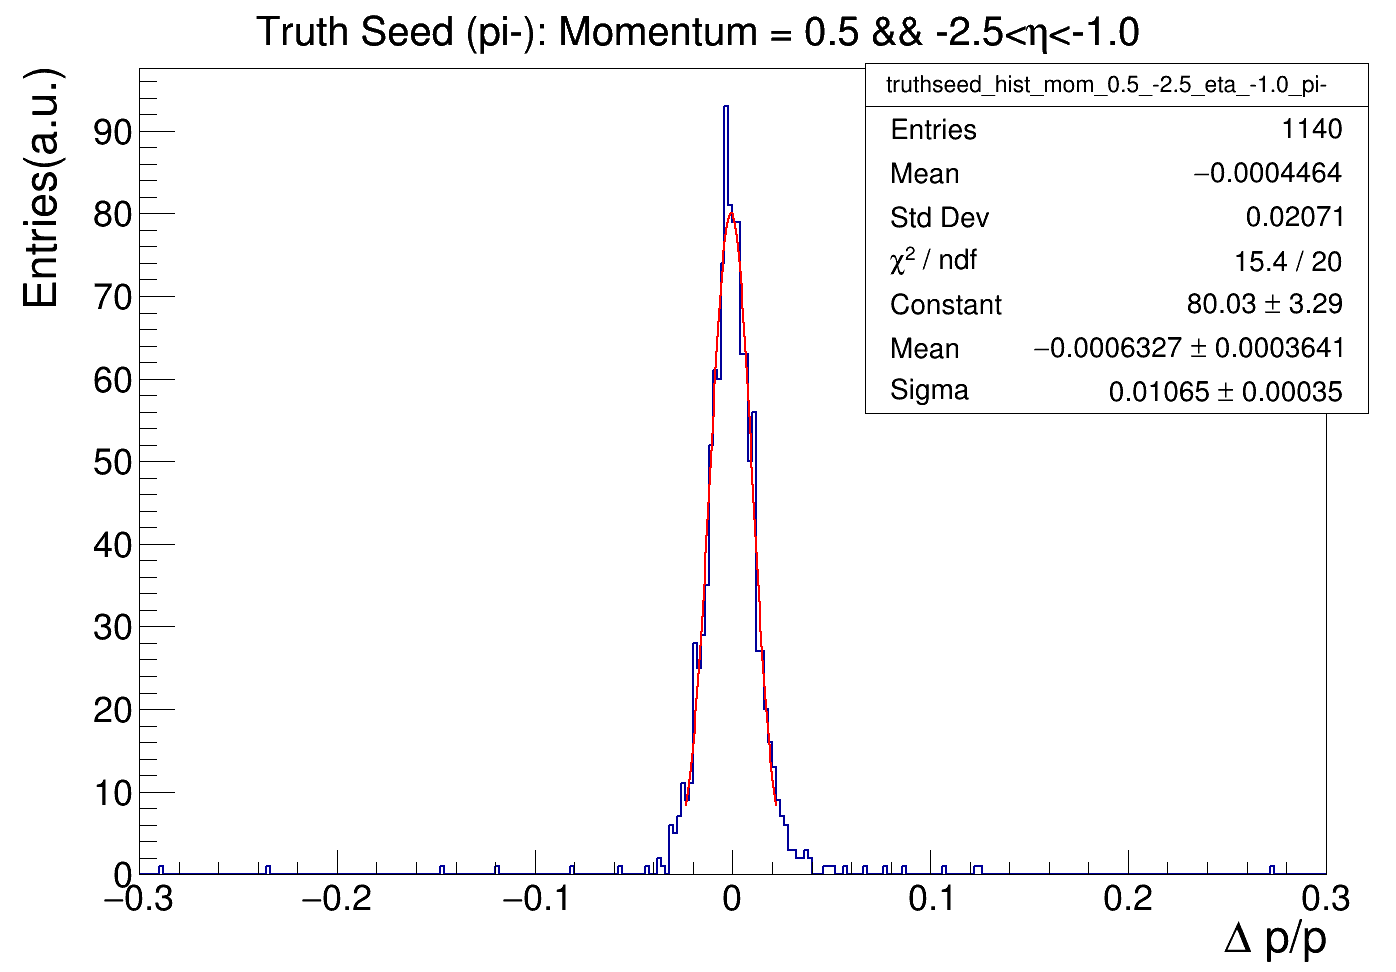 Truth Seed (pi-): Momentum = 0.5 && -2.5<η<-1.0
Entries(a.u.)
truthseed_hist_mom_0.5_-2.5_eta_-1.0_pi-
Entries 1140
Mean −0.0004464
Std Dev 0.02071
χ² / ndf 15.4 / 20
Constant 80.03 ± 3.29
Mean −0.0006327 ± 0.0003641
Sigma 0.01065 ± 0.00035
90
80
70
60
50
40
30
20
10
0
−0.3 −0.2 −0.1 0 0.1 0.2 0.3
Δ p/p